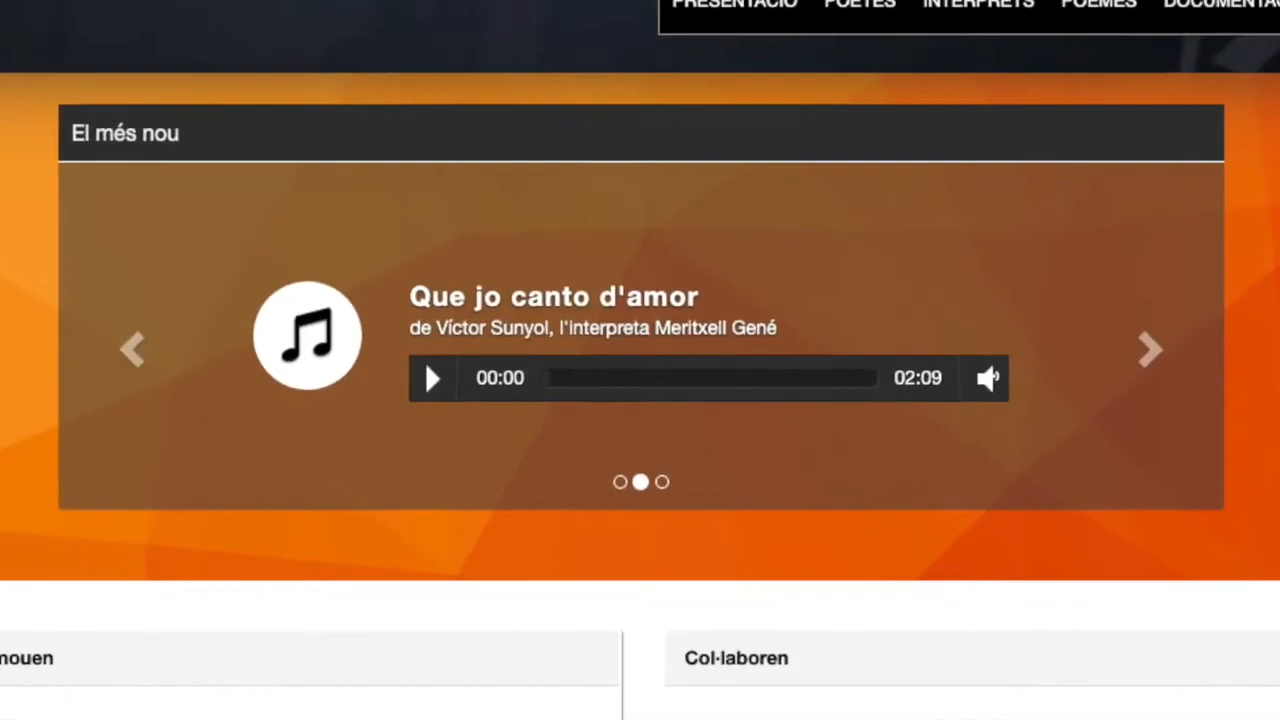 PRESENTACIÓ POETES INTÈRPRETS POEMES
El més nou
Que jo canto d'amor
de Víctor Sunyol, l'interpreta Meritxell Gené
00:00 02:09
Col·laboren